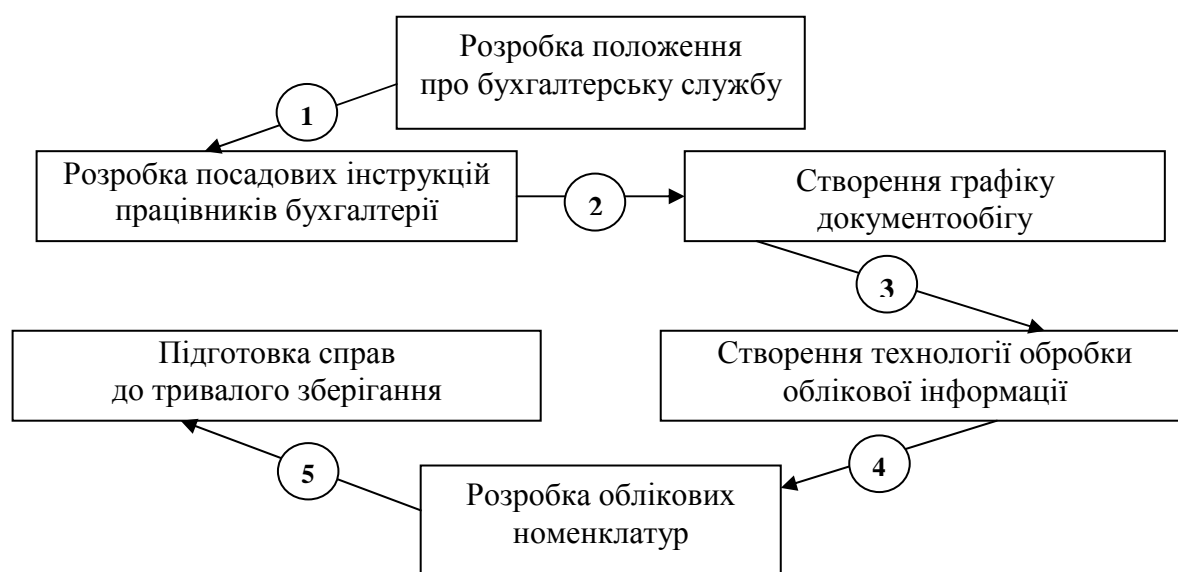 Розробка положення
про бухгалтерську службу
1
Розробка посадових інструкцій
працівників бухгалтерії
2
Створення графіку
документообігу
3
Створення технології обробки
облікової інформації
4
Розробка облікових
номенклатур
5
Підготовка справ
до тривалого зберігання